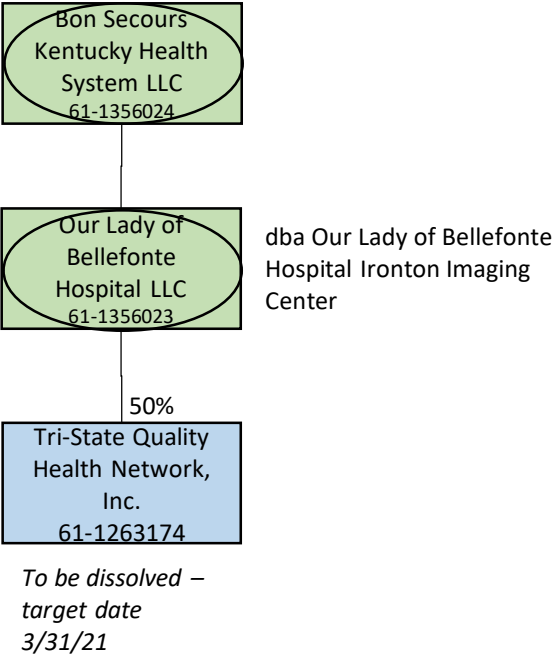 Bon Secours
Kentucky Health
System LLC
61-1356024
Our Lady of
Bellefonte
Hospital LLC
61-1356023
dba Our Lady of Bellefonte
Hospital Ironton Imaging
Center
50%
Tri-State Quality
Health Network,
Inc.
61-1263174
To be dissolved –
target date
3/31/21